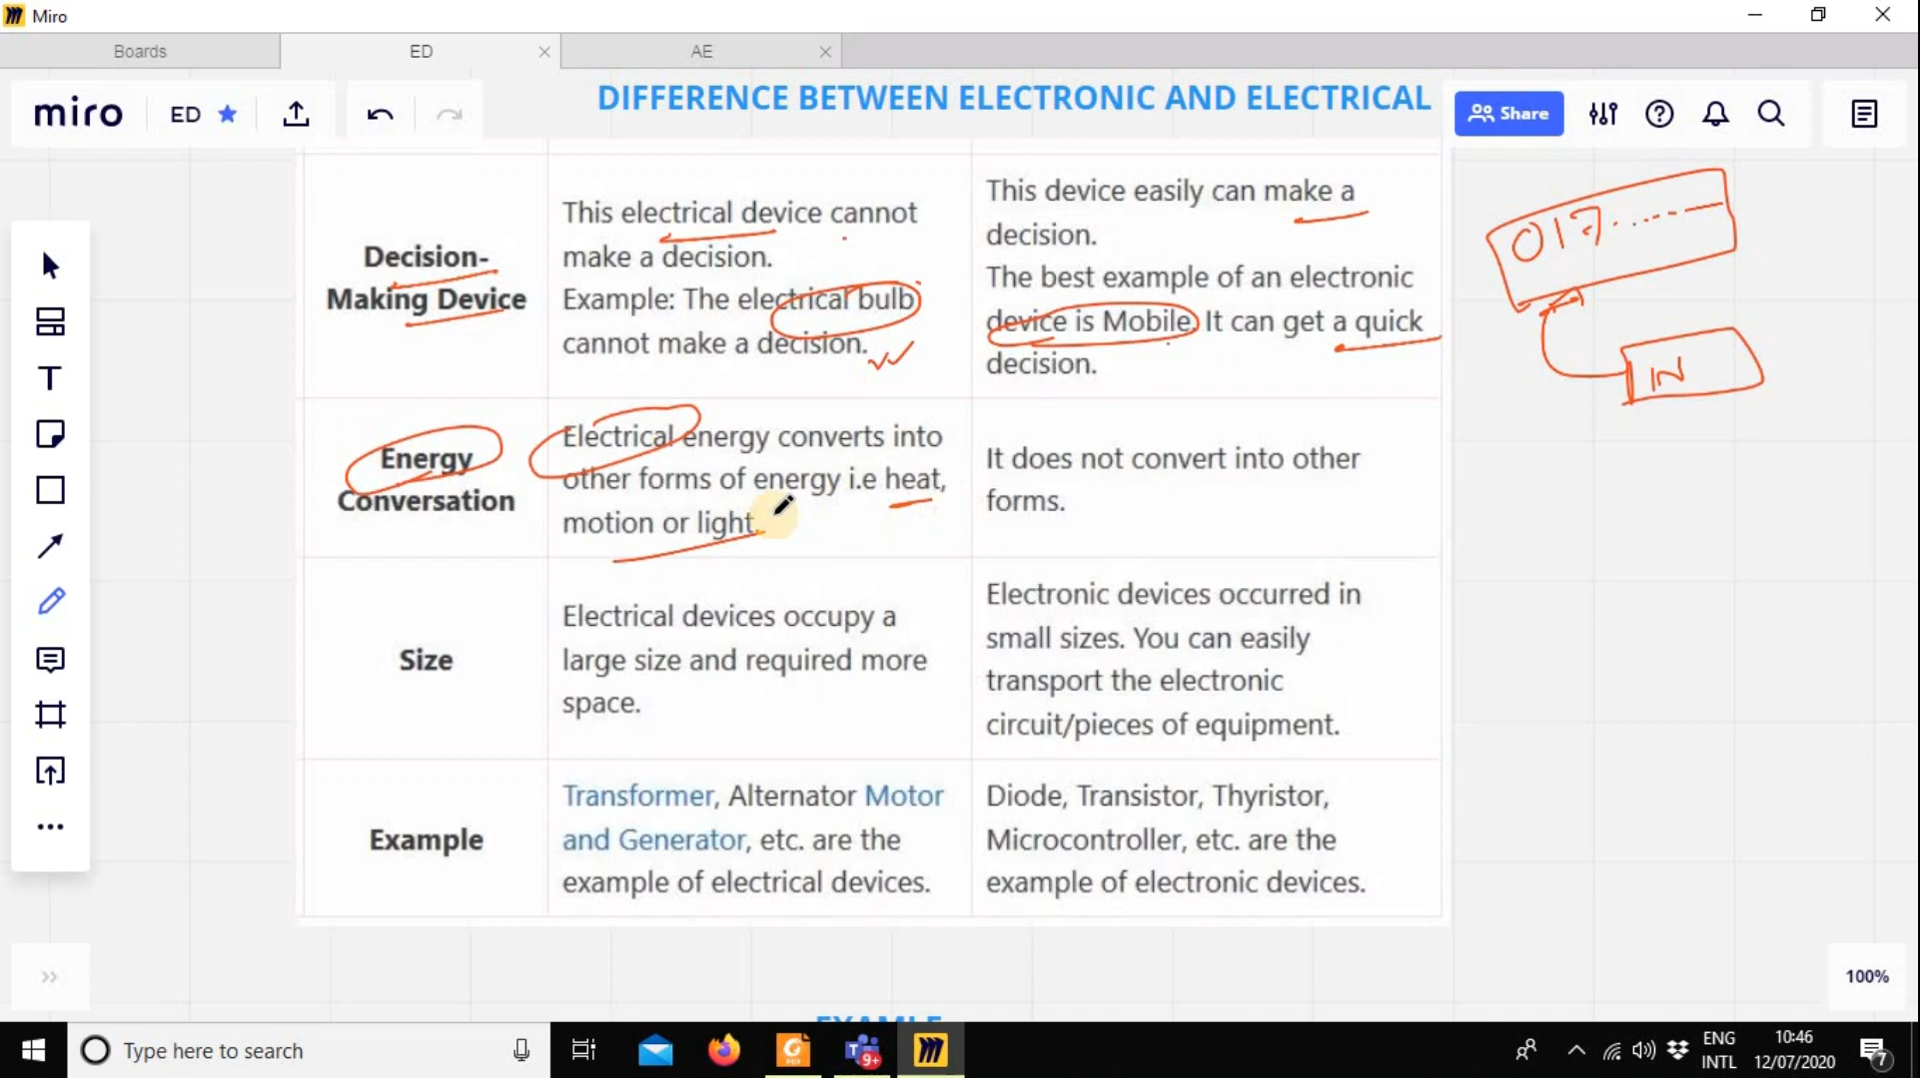 Miro
Boards
ED
AE
miro
ED
DIFFERENCE BETWEEN ELECTRONIC AND ELECTRICAL
Share
Decision-
Making Device
This electrical device cannot
make a decision.
Example: The electrical bulb
cannot make a decision.
This device easily can make a
decision.
The best example of an electronic
device is Mobile. It can get a quick
decision.
017
IN
Energy
Conversation
Electrical energy converts into
other forms of energy i.e heat,
motion or light.
It does not convert into other
forms.
Size
Electrical devices occupy a
large size and required more
space.
Electronic devices occurred in
small sizes. You can easily
transport the electronic
circuit/pieces of equipment.
Example
Transformer, Alternator Motor
and Generator, etc. are the
example of electrical devices.
Diode, Transistor, Thyristor,
Microcontroller, etc. are the
example of electronic devices.
100%
EXAMLE
Type here to search
9+
ENG
INTL
10:46
12/07/2020
7